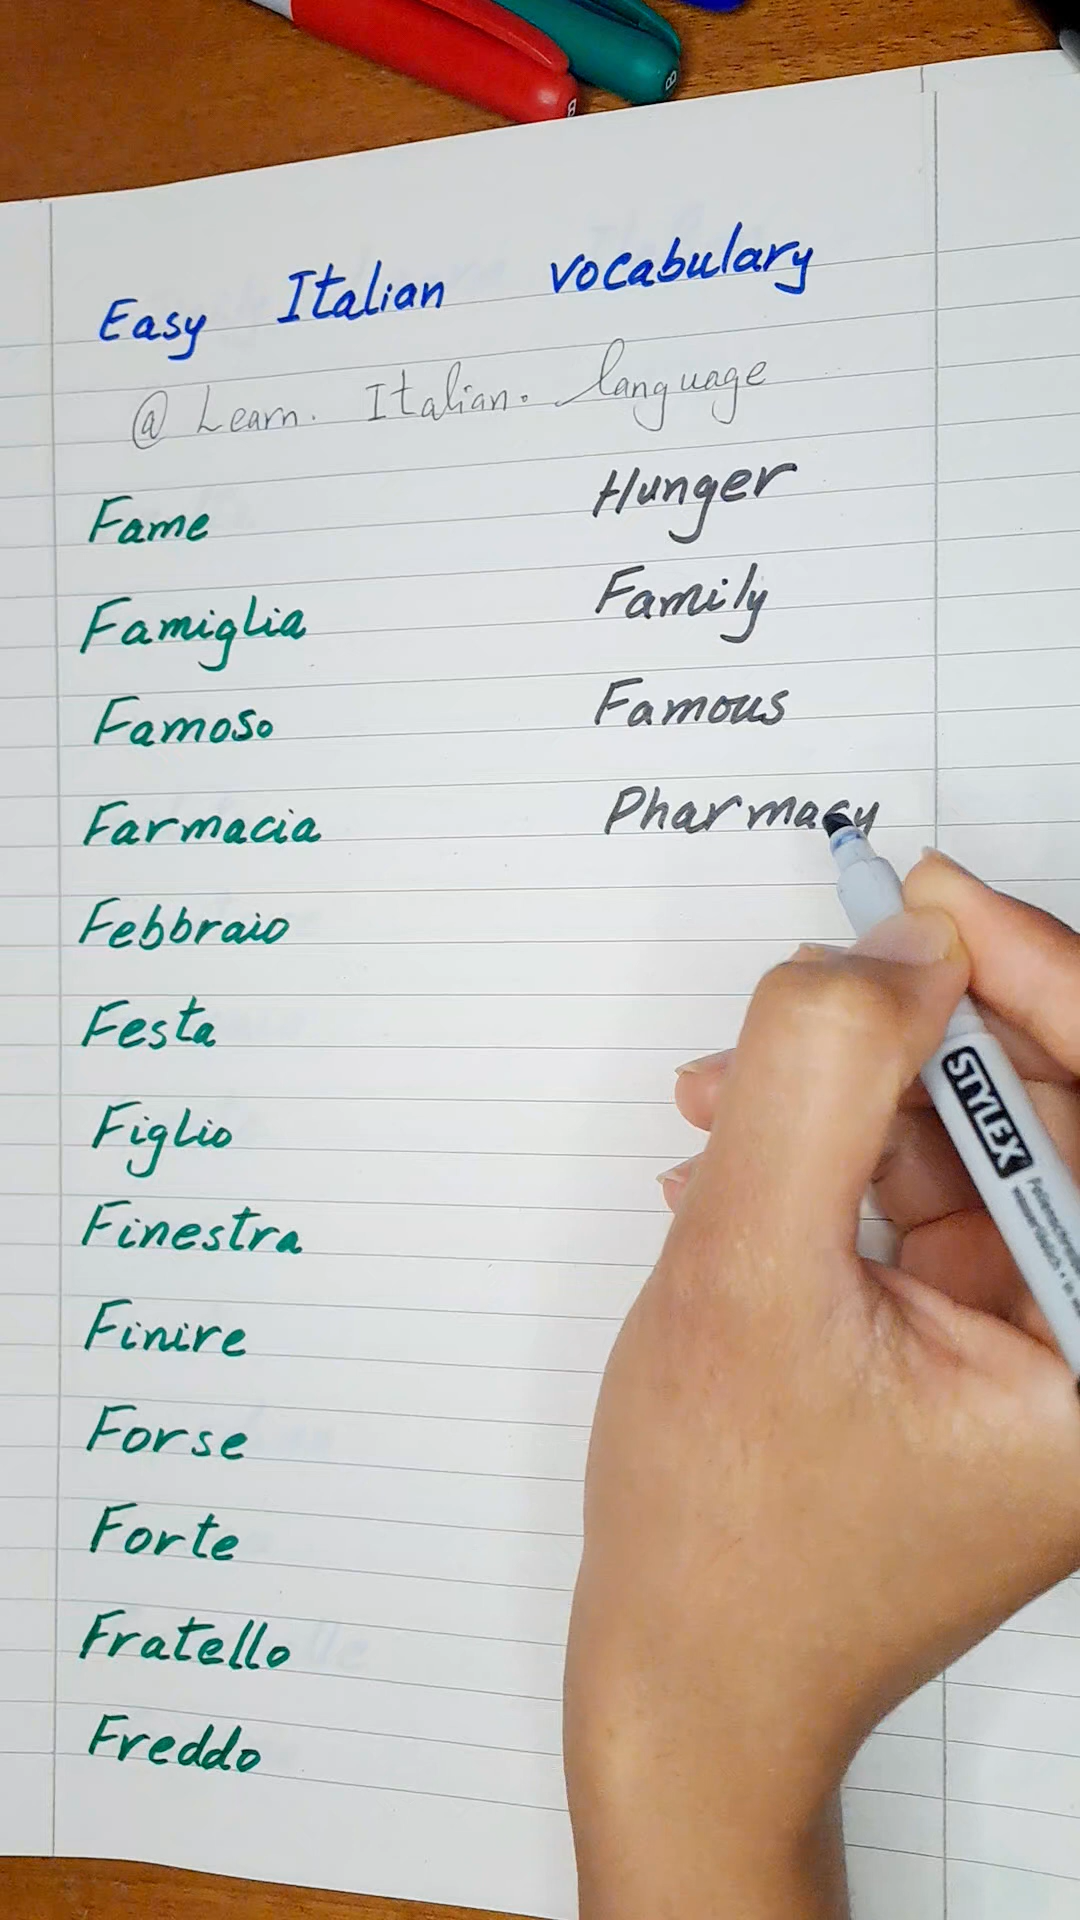 Easy Italian vocabulary
@ Learn. Italian. language
Fame Hunger
Famiglia Family
Famoso Famous
Farmacia Pharmacy
Febbraio
Festa
Figlio
Finestra
Finire
Forse
Forte
Fratello
Freddo
STYLEX